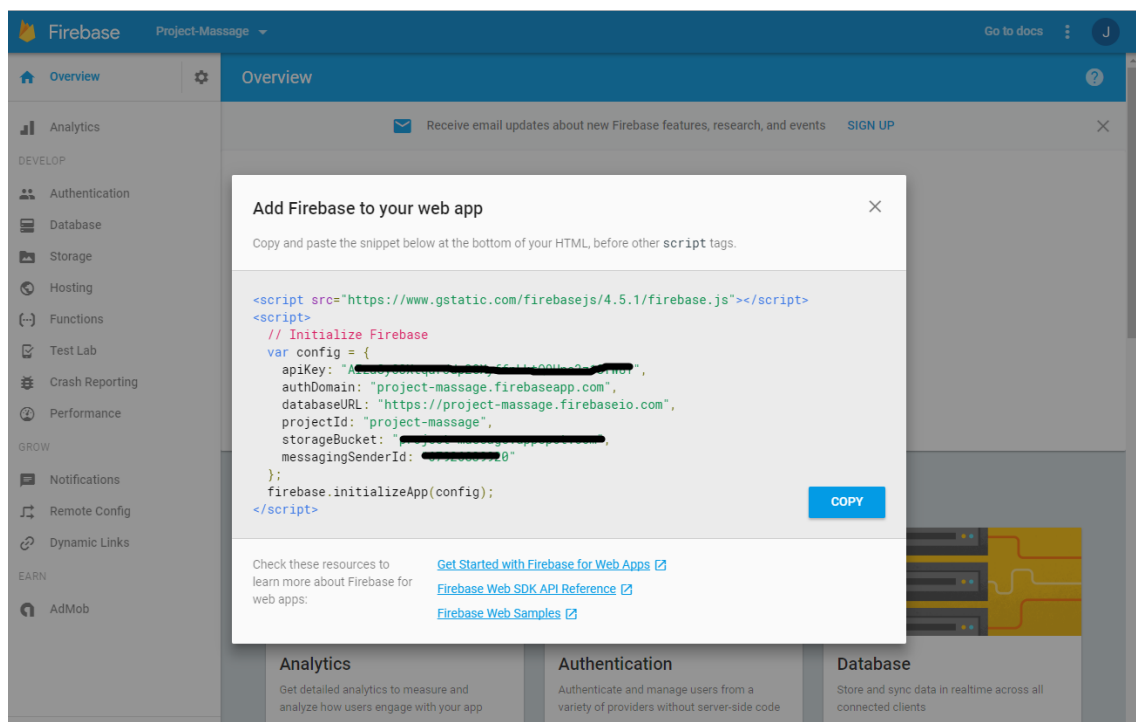 Firebase
Project-Massage
Go to docs
J
Overview
Overview
Analytics
Receive email updates about new Firebase features, research, and events SIGN UP
DEVELOP
Authentication
Database
Storage
Hosting
Functions
Test Lab
Crash Reporting
Performance
GROW
Notifications
Remote Config
Dynamic Links
EARN
AdMob
Add Firebase to your web app
Copy and paste the snippet below at the bottom of your HTML, before other script tags.
<script src="https://www.gstatic.com/firebasejs/4.5.1/firebase.js"></script>
<script>
// Initialize Firebase
var config = {
apiKey: "
authDomain: "project-massage.firebaseapp.com",
databaseURL: "https://project-massage.firebaseio.com",
projectId: "project-massage",
storageBucket: "
messagingSenderId: "
};
firebase.initializeApp(config);
</script>
COPY
Check these resources to
learn more about Firebase for
web apps:
Get Started with Firebase for Web Apps
Firebase Web SDK API Reference
Firebase Web Samples
Analytics
Get detailed analytics to measure and
analyze how users engage with your app
Authentication
Authenticate and manage users from a
variety of providers without server-side code
Database
Store and sync data in realtime across all
connected clients